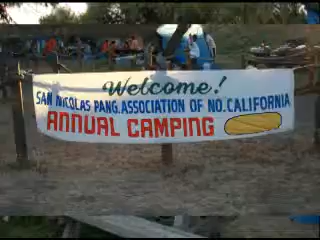 Welcome!
SAN NICOLAS PANG.ASSOCIATION OF NO.CALIFORNIA
ANNUAL CAMPING